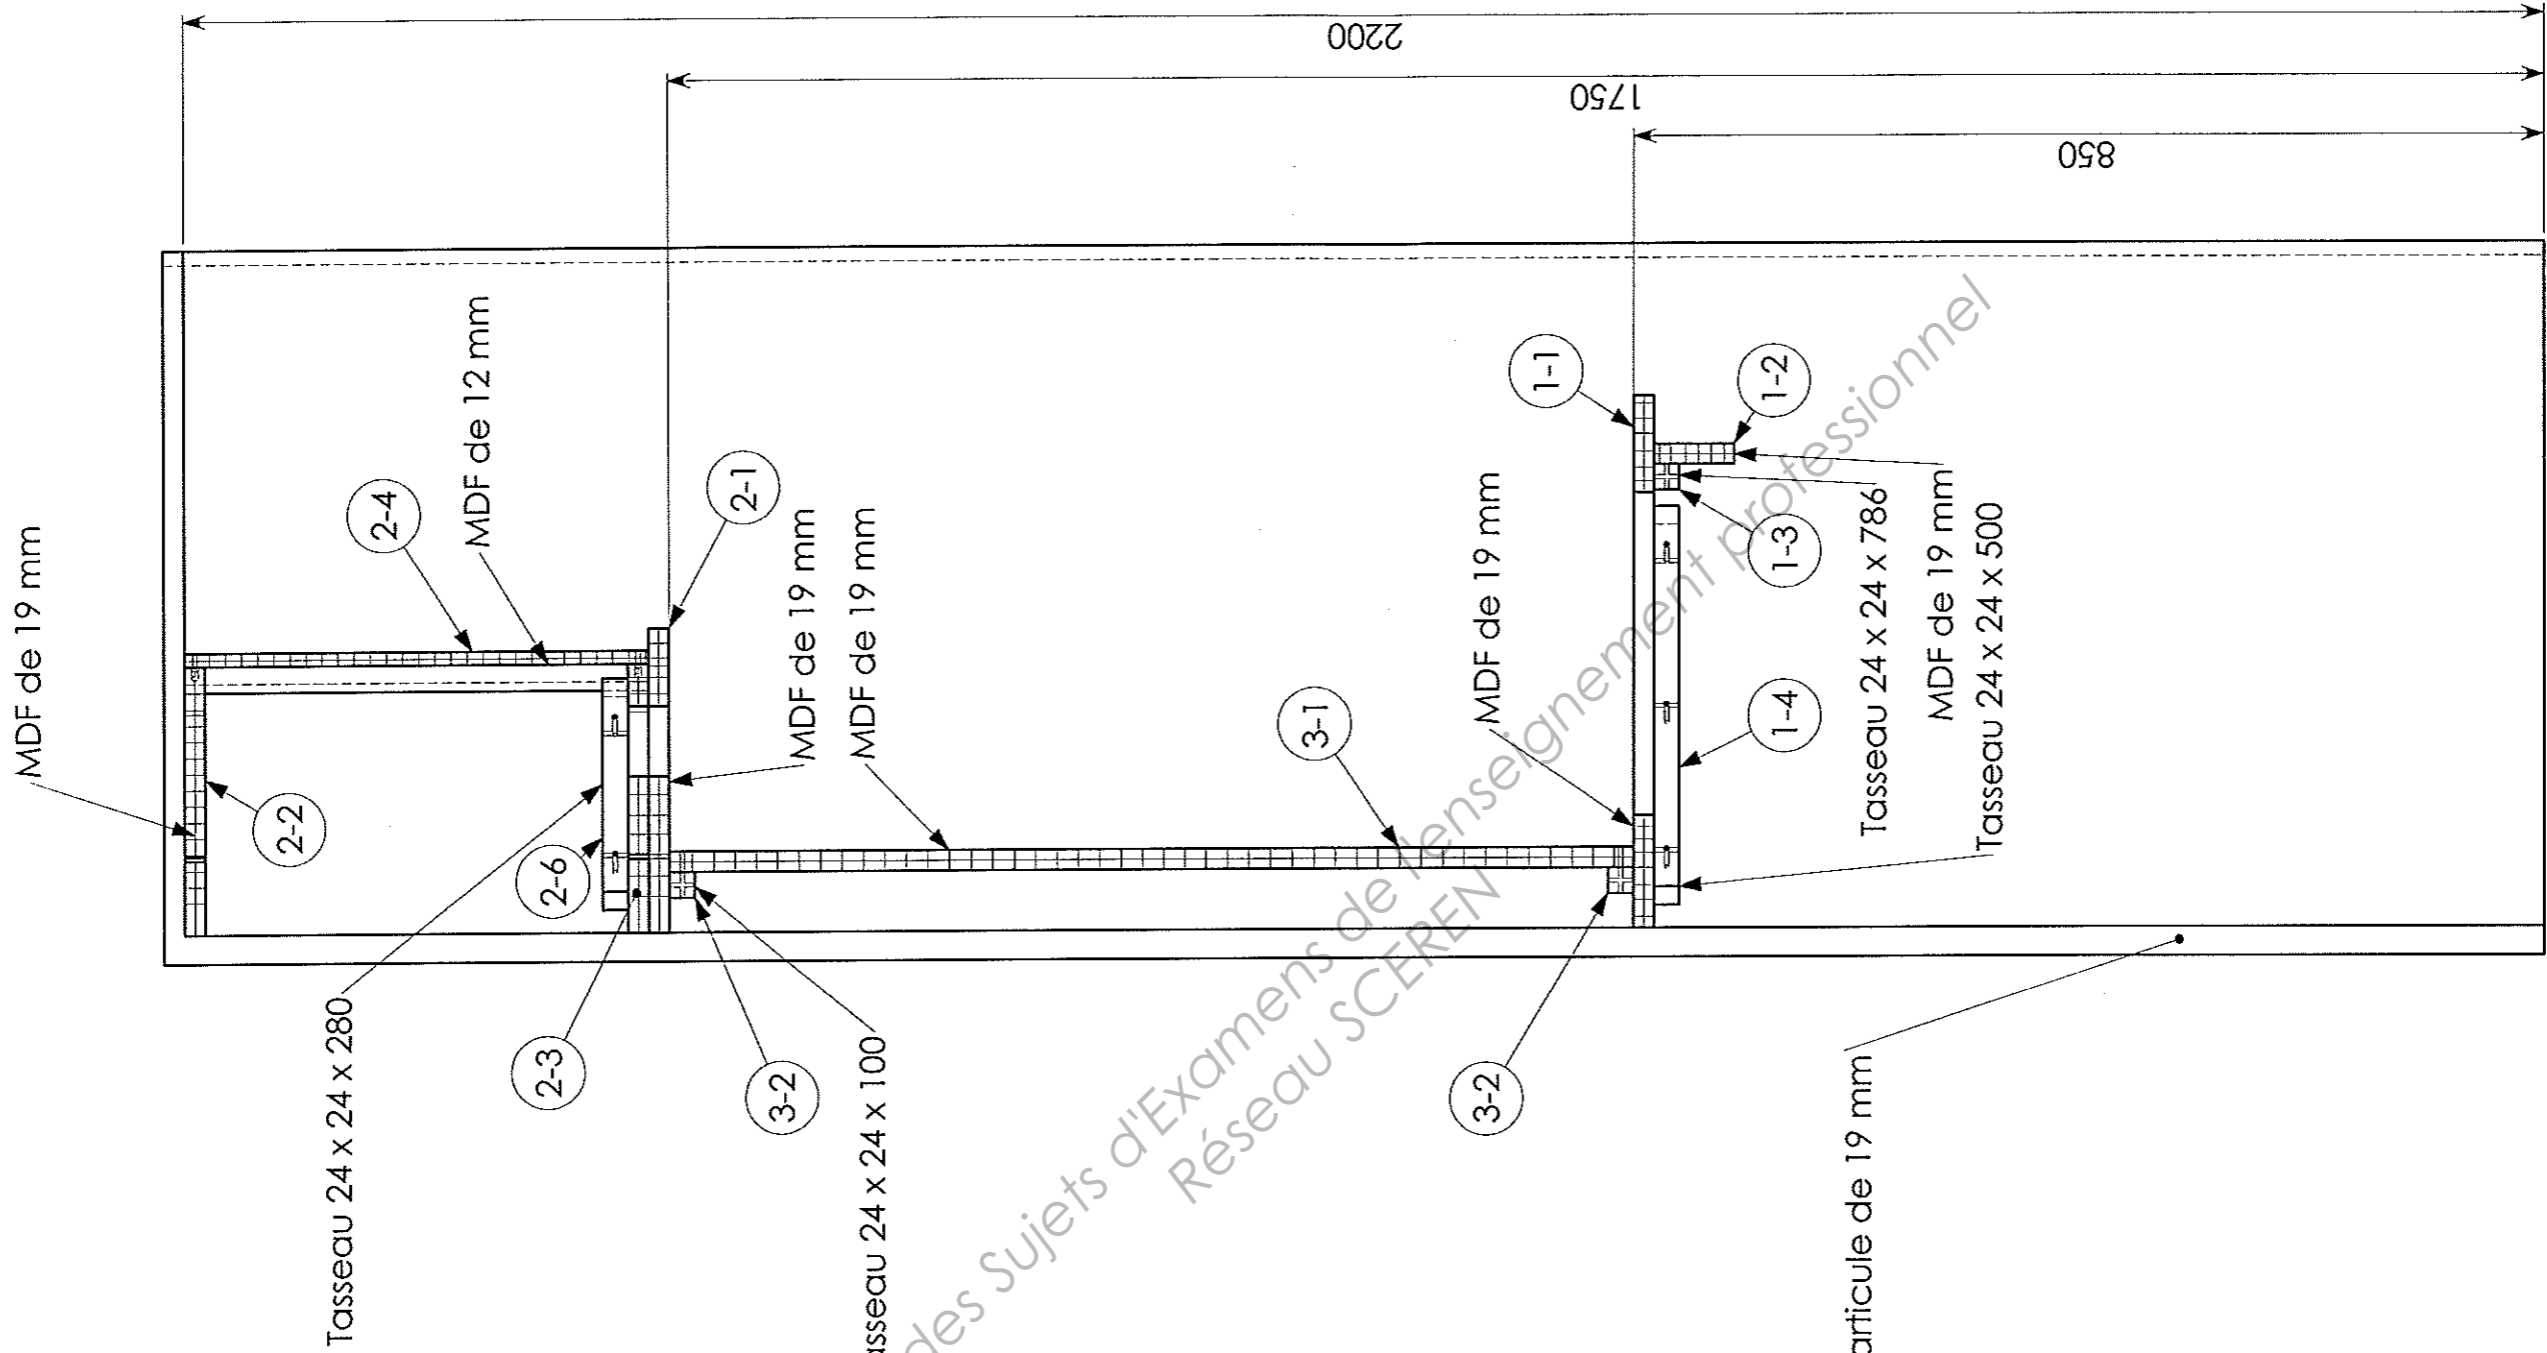 2200
1750
850
MDF de 19 mm
2-4
MDF de 12 mm
2-1
2-2
MDF de 19 mm
MDF de 19 mm
2-6
Tasseau 24 x 24 x 280
2-3
3-2
asseau 24 x 24 x 100
1-1
1-2
MDF de 19 mm
3-1
1-3
Tasseau 24 x 24 x 786
MDF de 19 mm
Tasseau 24 x 24 x 500
1-4
3-2
articule de 19 mm
des Sujets d'Examens de l'enseignement professionnel
Réseau SCEREN